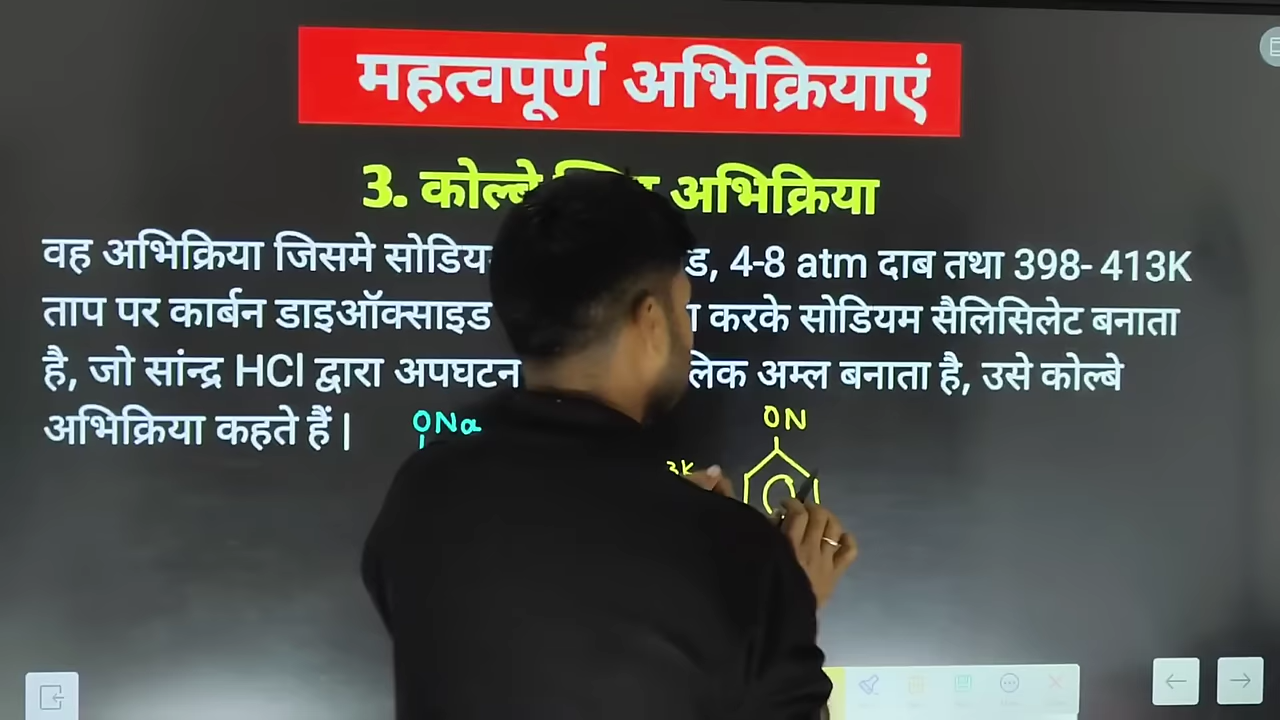 महत्वपूर्ण अभिक्रियाएं
3. कोल्बे अभिक्रिया
वह अभिक्रिया जिसमे 4-8 atm दाब तथा 398- 413K
ताप पर कार्बन डाइऑक्साइड करके सोडियम सैलिसिलेट बनाता
है, जो सांन्द्र HCl द्वारा अपघटन अम्ल बनाता है, उसे कोल्बे
अभिक्रिया कहते हैं |
ONa
ON
3K